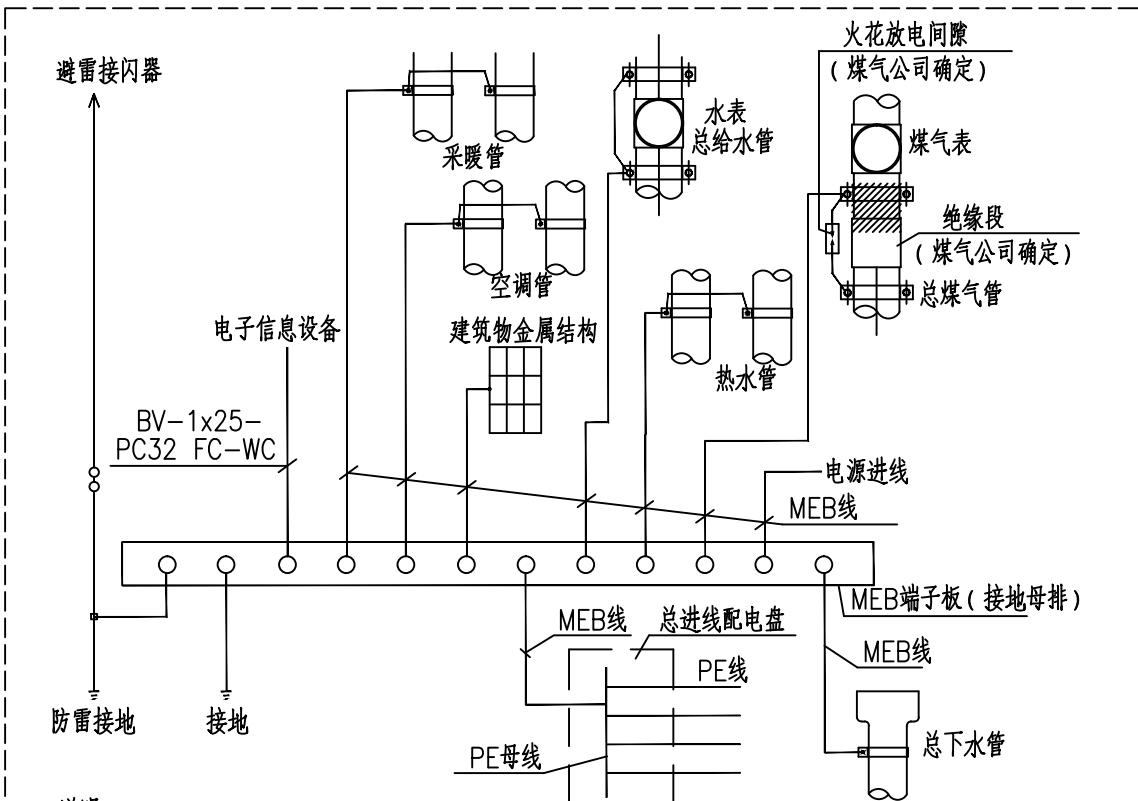 避雷接闪器
火花放电间隙
(煤气公司确定)
水表
总给水管
煤气表
采暖管
绝缘段
(煤气公司确定)
空调管
总煤气管
电子信息设备
建筑物金属结构
热水管
BV-1x25-
PC32 FC-WC
电源进线
MEB线
MEB端子板(接地母排)
MEB线
总进线配电盘
MEB线
PE线
防雷接地
接地
总下水管
PE母线